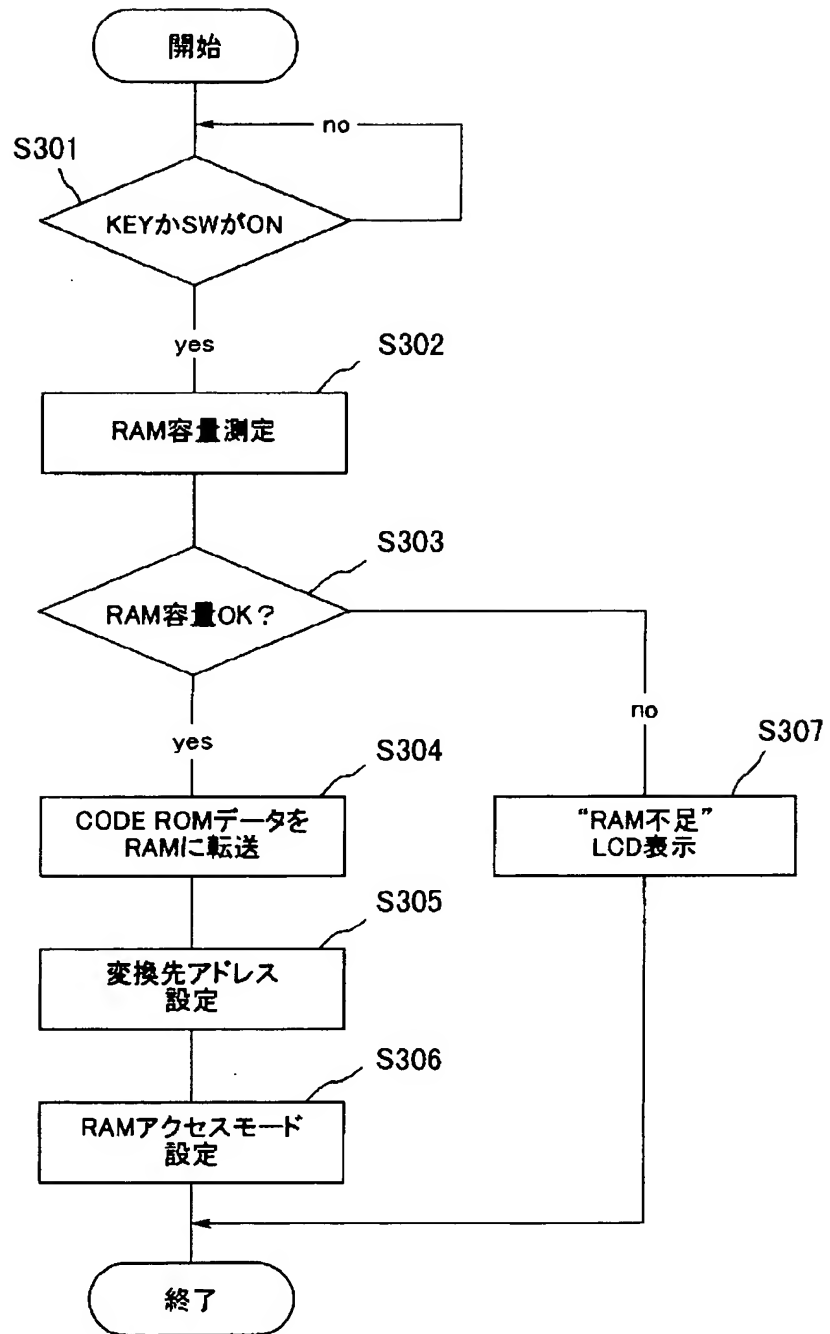 開始
no
S301
KEYかSWがON
yes
S302
RAM容量測定
S303
RAM容量OK?
yes
no
S304
S307
CODE ROMデータを
RAMに転送
“RAM不足”
LCD表示
S305
変換先アドレス
設定
S306
RAMアクセスモード
設定
終了